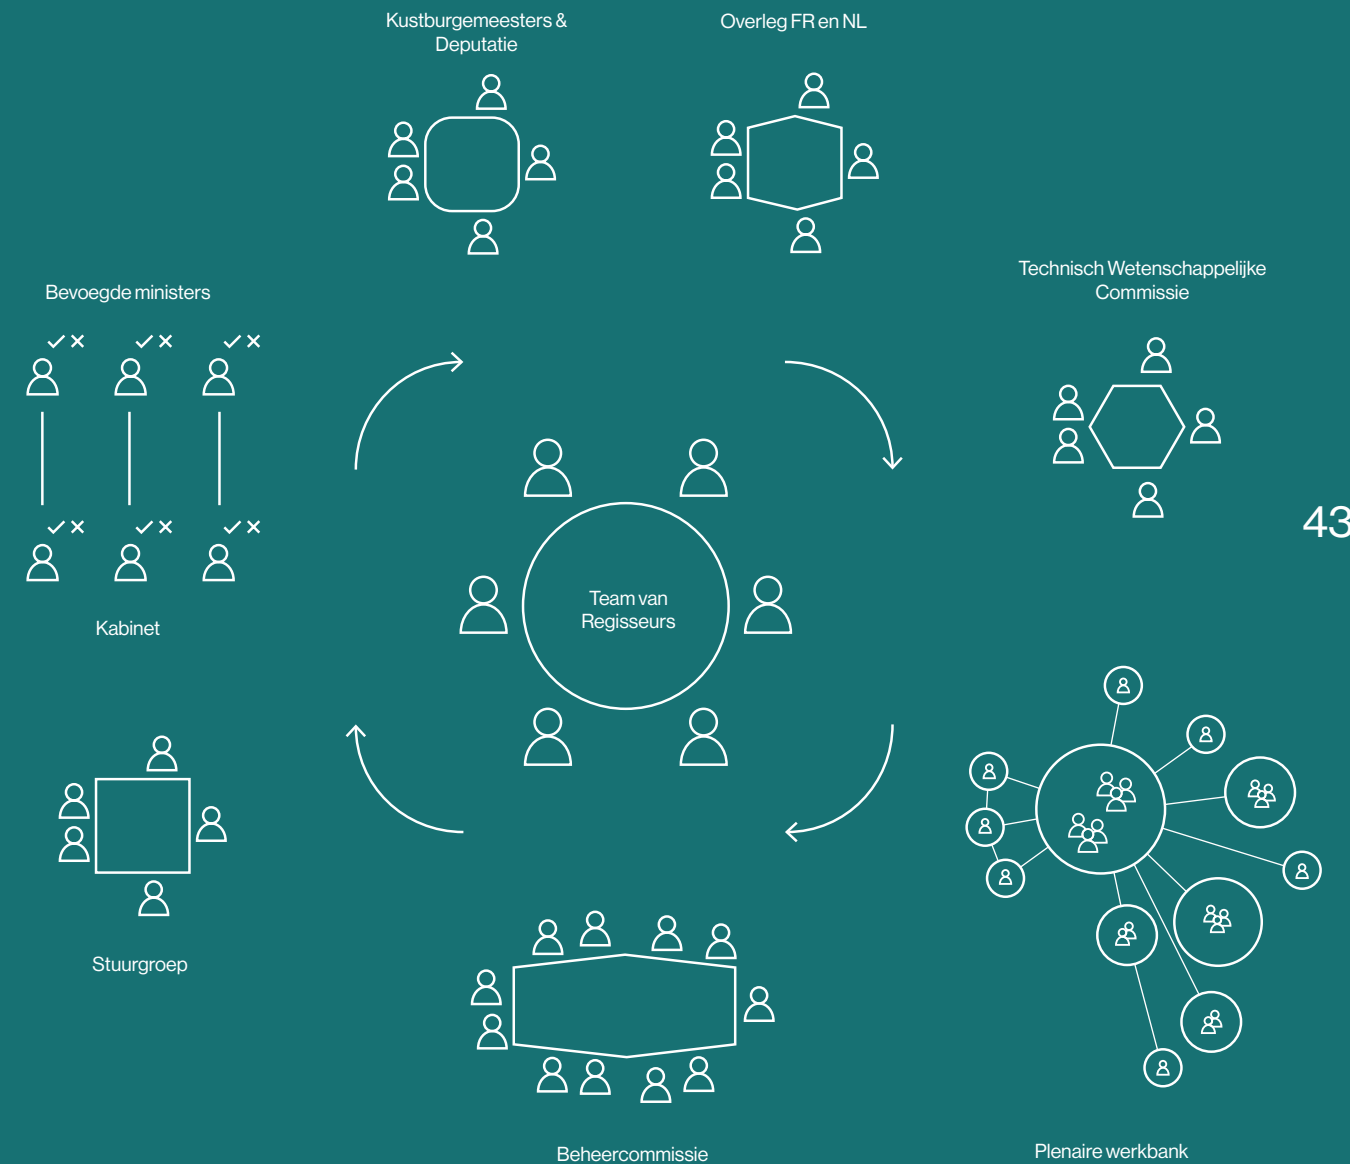 Kustburgemeesters &
Deputatie
Overleg FR en NL
Technisch Wetenschappelijke
Commissie
Bevoegde ministers
43
Team van
Regisseurs
Kabinet
Stuurgroep
Beheercommissie
Plenaire werkbank